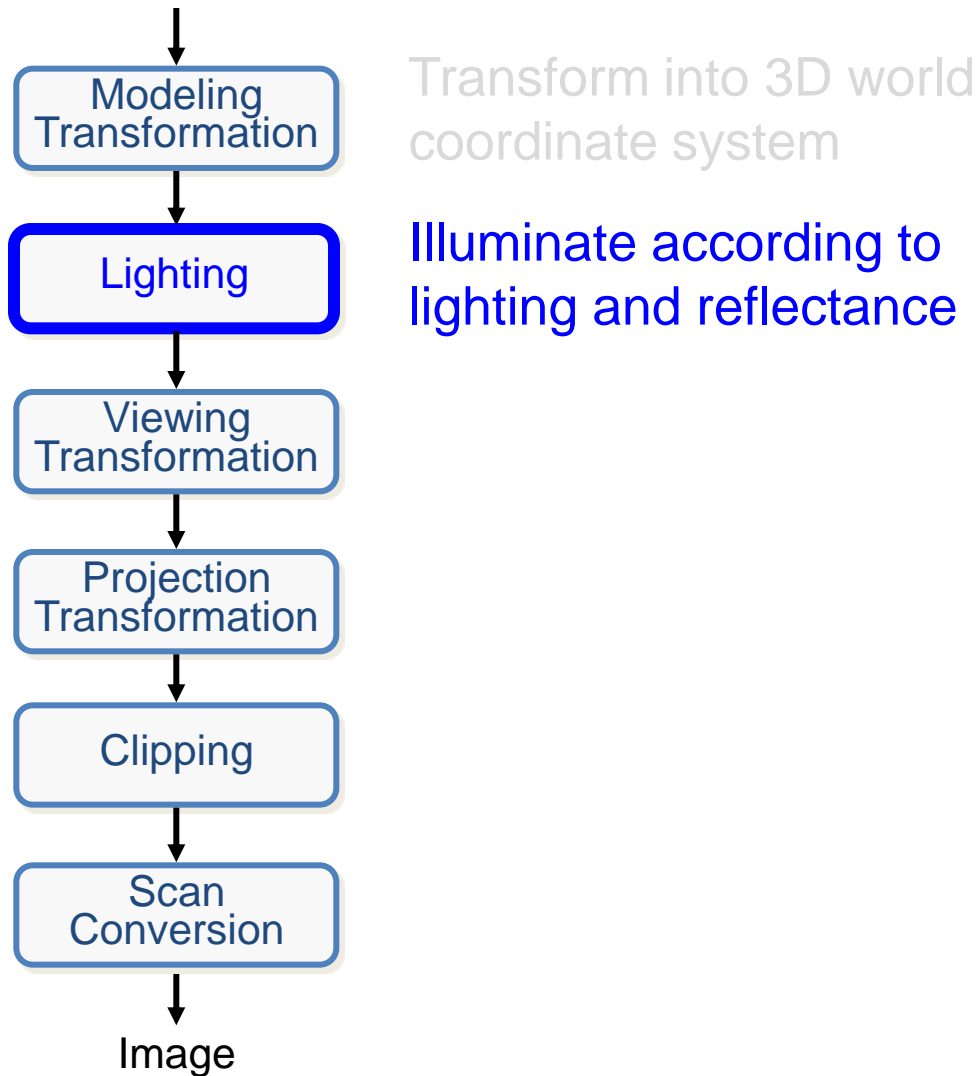 Modeling
Transformation
Transform into 3D world
coordinate system
Lighting
Illuminate according to
lighting and reflectance
Viewing
Transformation
Projection
Transformation
Clipping
Scan
Conversion
Image